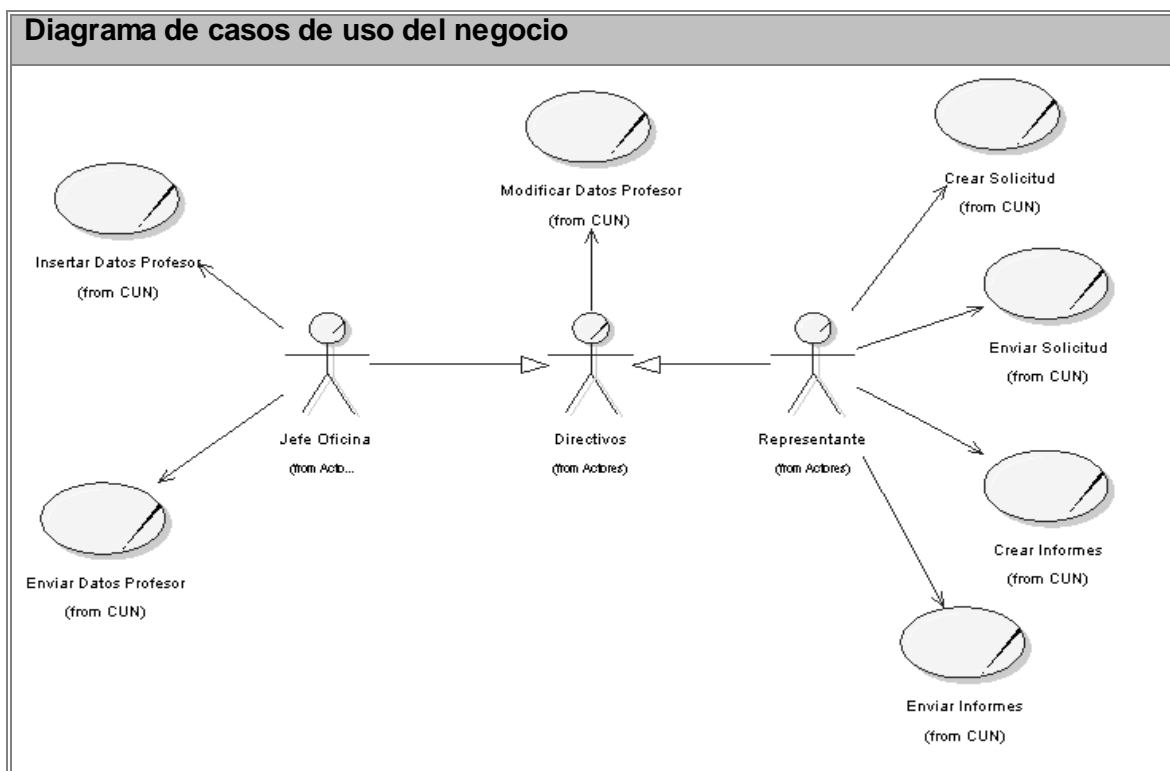 Diagrama de casos de uso del negocio
Crear Solicitud
(from CUN)
Modificar Datos Profesor
(from CUN)
Insertar Datos Profesor
(from CUN)
Enviar Solicitud
(from CUN)
Jefe Oficina
(from Acto...
Directivos
(from Actores)
Representante
(from Actores)
Crear Informes
(from CUN)
Enviar Datos Profesor
(from CUN)
Enviar Informes
(from CUN)